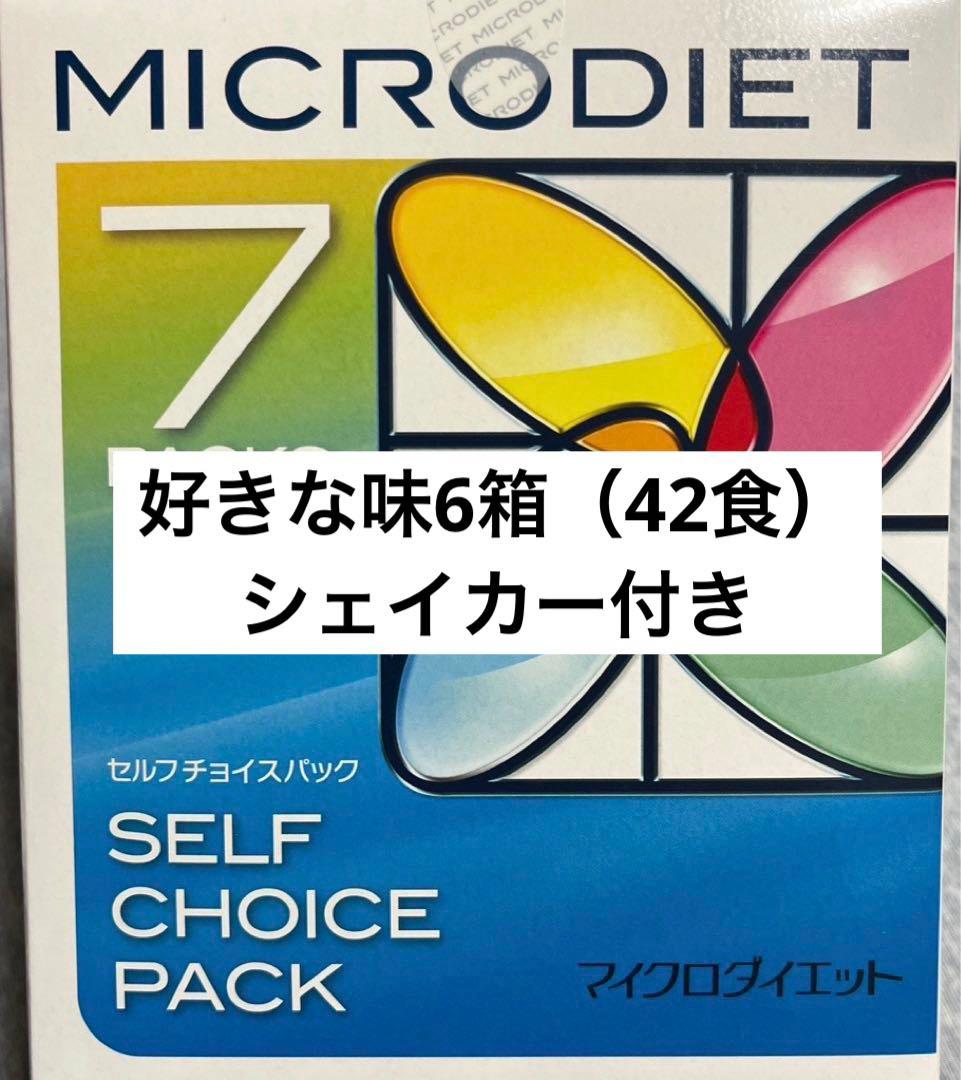 MICRODIET
7
PACKS
好きな味6箱（42食）
シェイカー付き
セルフチョイスパック
SELF
CHOICE
PACK
マイクロダイエット